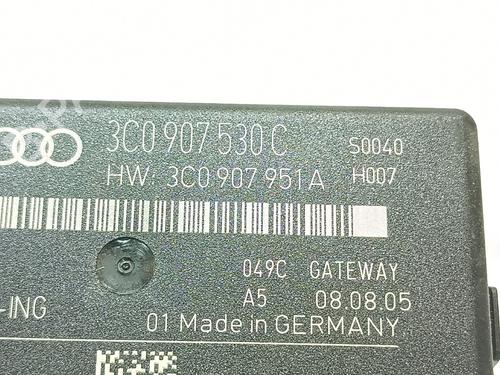 3C0 907 530 C
S0040
HW: 3C0 907 951 A
H007
049C GATEWAY
-ING
A5 08.08.05
01 Made in GERMANY